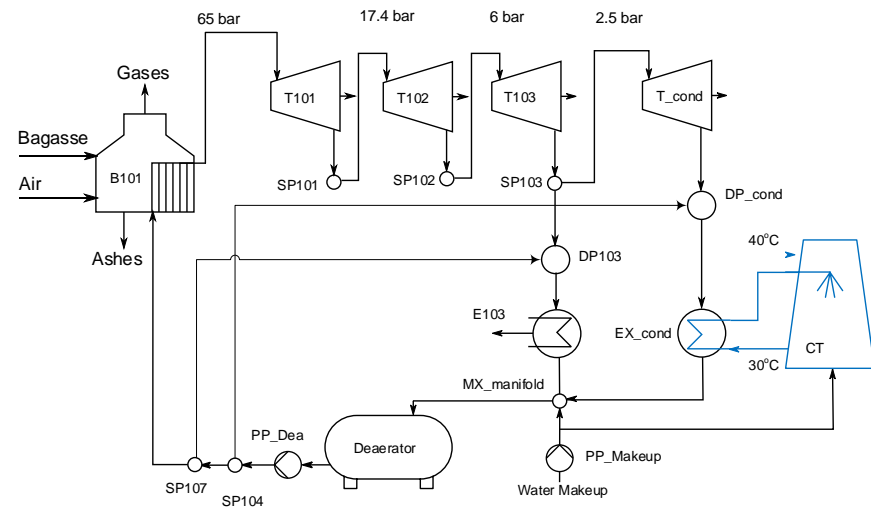 65 bar
17.4 bar
6 bar
2.5 bar
Gases
T101
T102
T103
T_cond
Bagasse
B101
Air
SP101
SP102
SP103
DP_cond
Ashes
DP103
40°C
E103
EX_cond
CT
30°C
MX_manifold
PP_Dea
Deaerator
PP_Makeup
SP107
SP104
Water Makeup